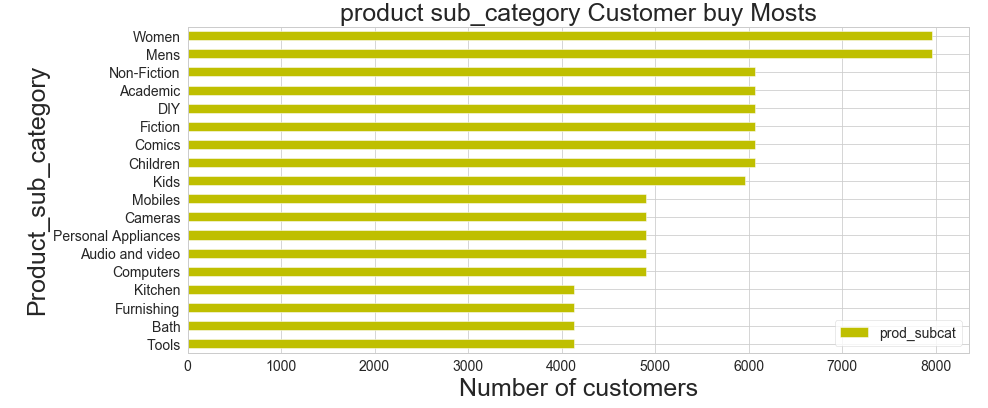 product sub_category Customer buy Mosts
Product_sub_category
Women
Mens
Non-Fiction
Academic
DIY
Fiction
Comics
Children
Kids
Mobiles
Cameras
Personal Appliances
Audio and video
Computers
Kitchen
Furnishing
Bath
Tools
prod_subcat
0 1000 2000 3000 4000 5000 6000 7000 8000
Number of customers